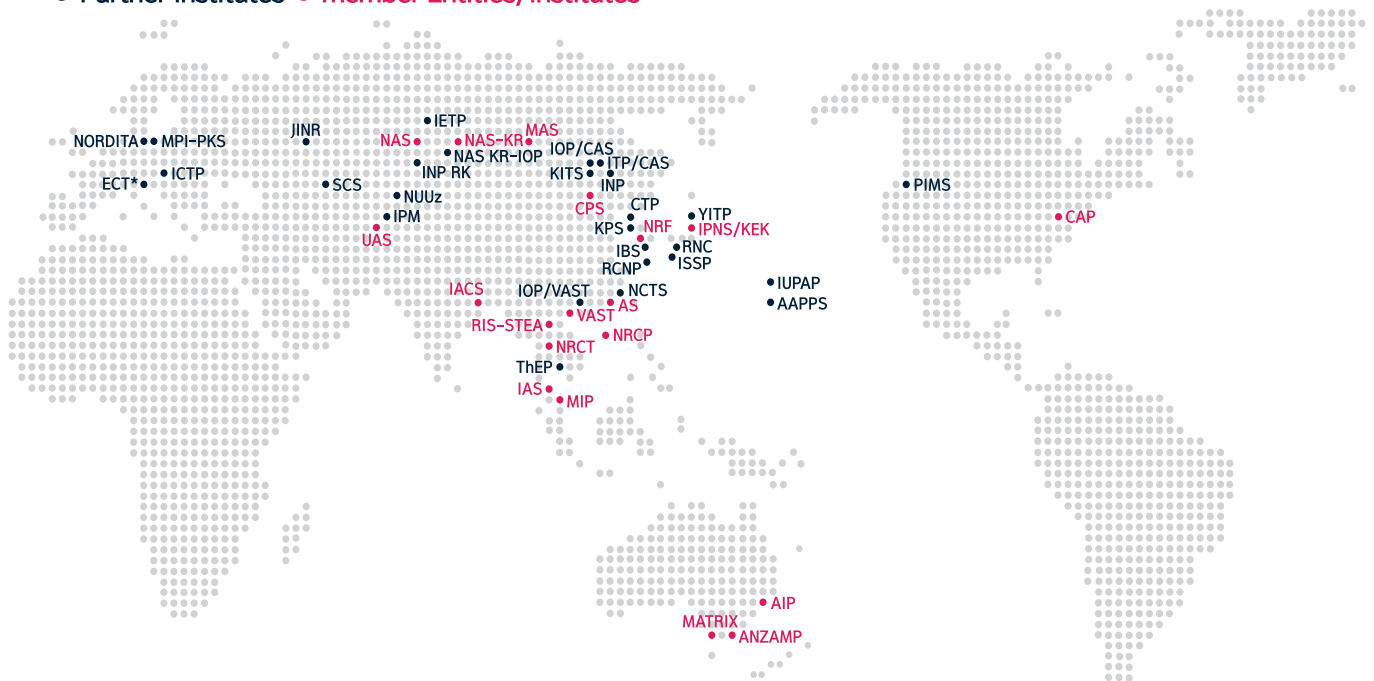 Partner Institutes Member Entities/Institutes
IETP
NORDITA MPI-PKS
JINR
NAS
NAS-KR
MAS
NAS KR-IOP
IOP/CAS
ITP/CAS
INP RK
KITS
INP
ECT*
ICTP
SCS
NUUz
IPM
UAS
CPS
CTP
KPS
NRF
YITP
IPNS/KEK
IBS
RNC
RCNP
ISSP
PIMS
CAP
IUPAP
AAPPS
IACS
IOP/VAST
NCTS
AS
VAST
RIS-STEA
NRCP
NRCT
ThEP
IAS
MIP
AIP
MATRIX
ANZAMP